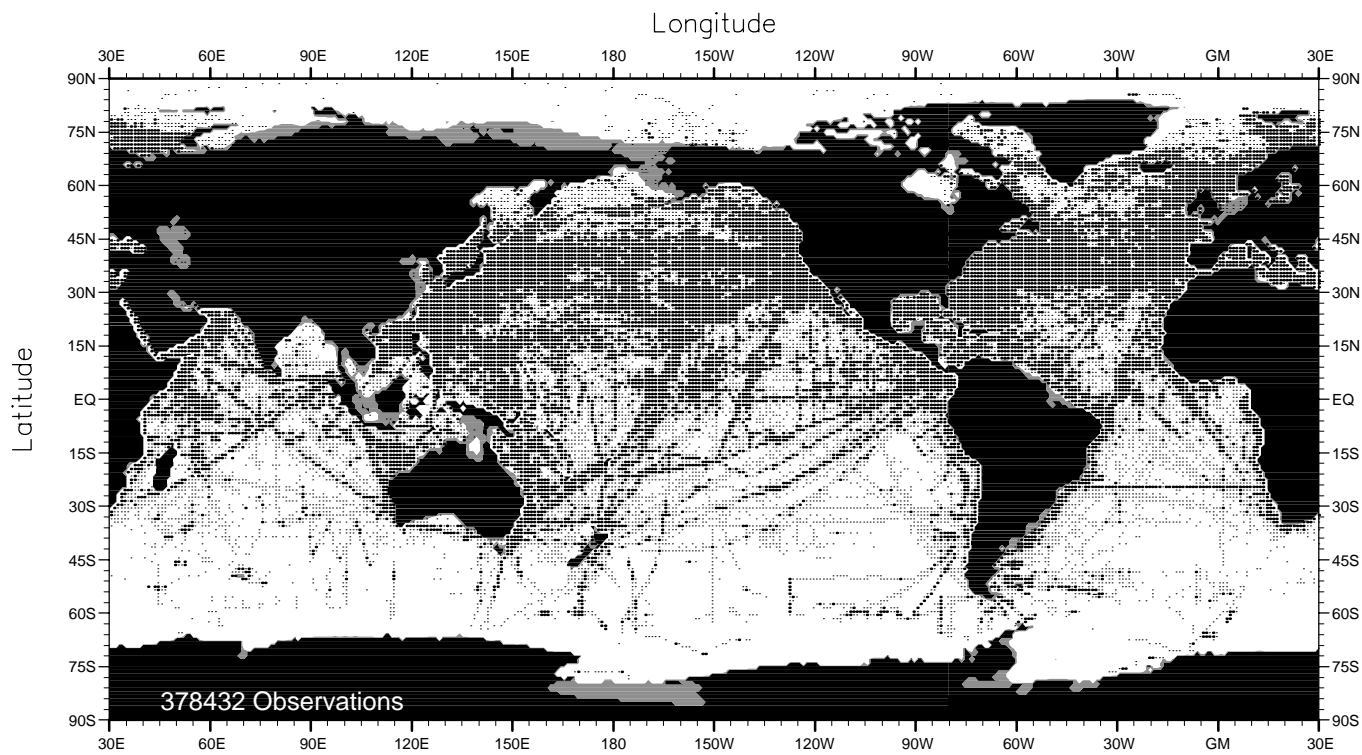 Longitude
30E 60E 90E 120E 150E 180 150W 120W 90W 60W 30W GM 30E
90N 90N
75N 75N
60N 60N
45N 45N
30N 30N
15N 15N
EQ EQ
15S 15S
30S 30S
45S 45S
60S 60S
75S 75S
90S 90S
Latitude
378432 Observations
30E 60E 90E 120E 150E 180 150W 120W 90W 60W 30W GM 30E